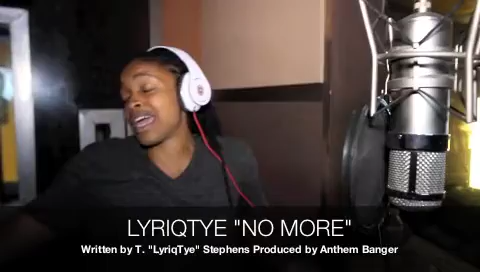 LYRIQTYE "NO MORE"
Written by T. "LyriqTye" Stephens Produced by Anthem Banger